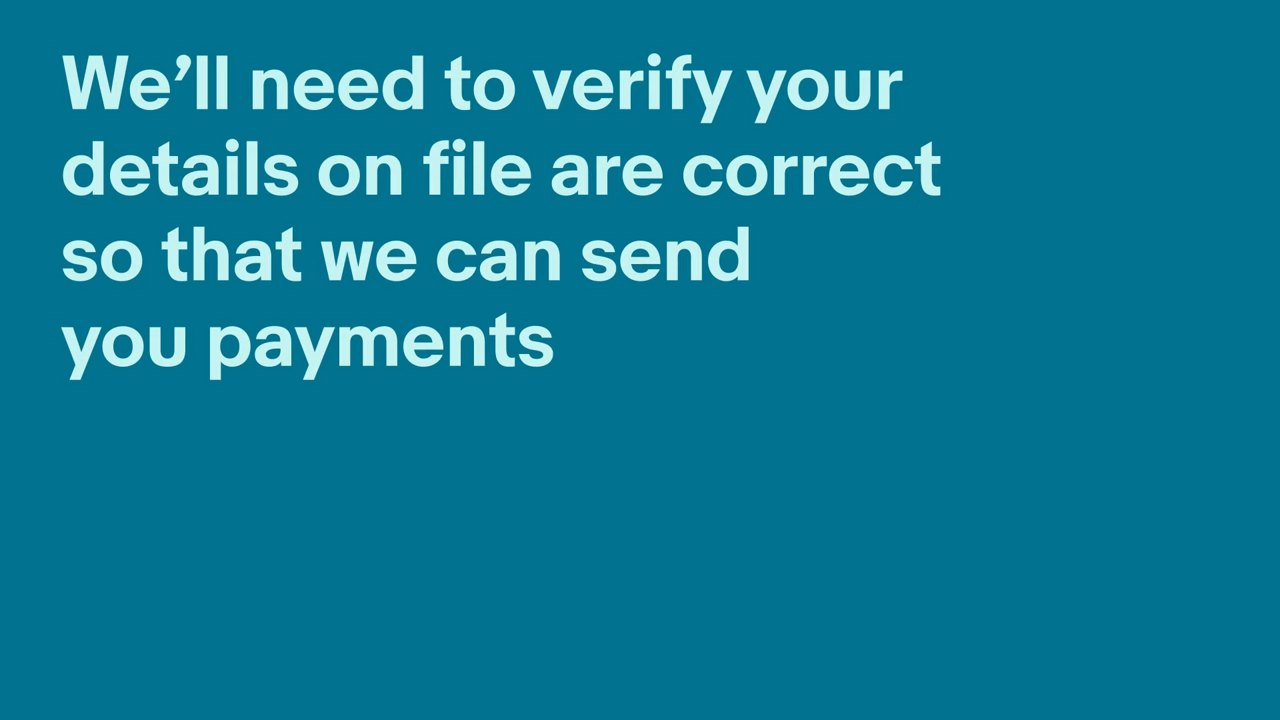 We’ll need to verify your
details on file are correct
so that we can send
you payments